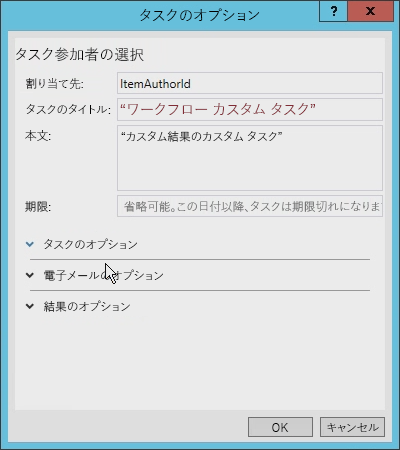 タスクのオプション
?
x
タスク参加者の選択
割り当て先: ItemAuthorId
タスクのタイトル: “ワークフロー カスタム タスク”
本文: “カスタム結果のカスタム タスク”
期限: 省略可能。この日付以降、タスクは期限切れになりま
タスクのオプション
電子メールのオプション
結果のオプション
OK キャンセル